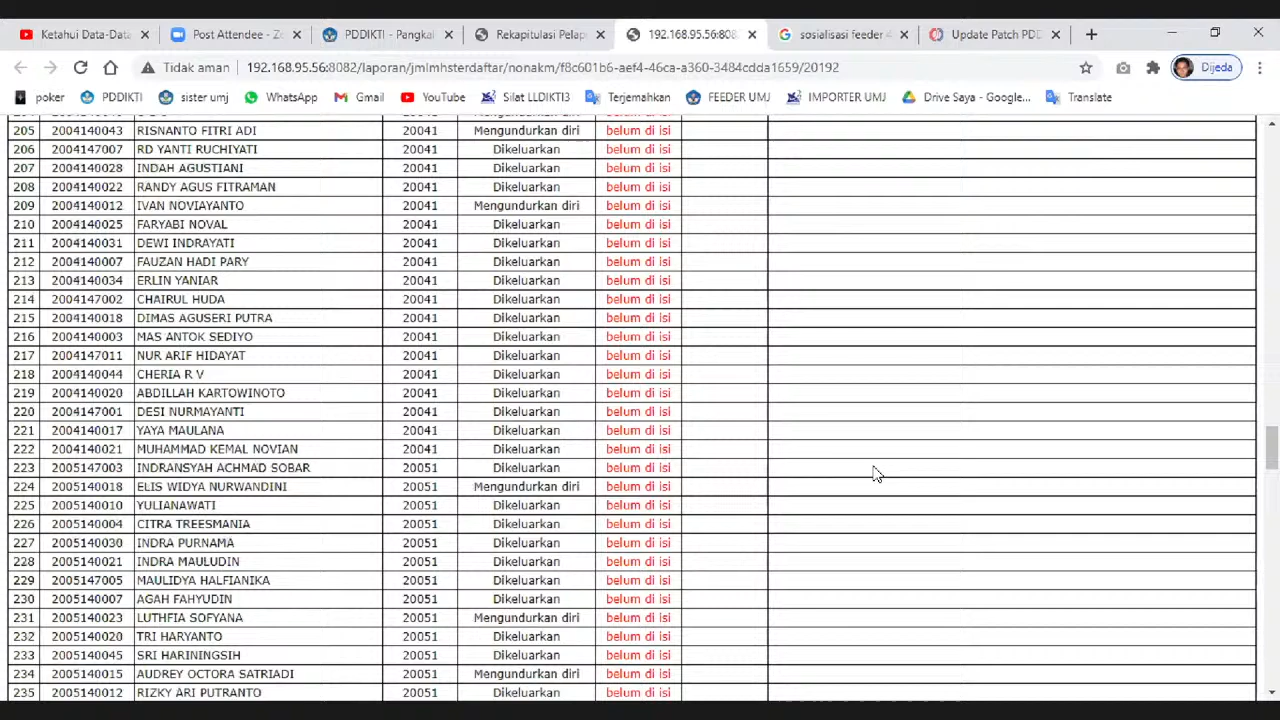 Ketahui Data-Data
Post Attendee - Zo
PDDIKTI - Pangkal
Rekapitulasi Pelap
192.168.95.56:808
sosialisasi feeder 4
Update Patch PDD
Tidak aman 192.168.95.56:8082/laporan/jmlmhsterdaftar/nonakm/f8c601b6-aef4-46ca-a360-3484cdda1659/20192 Dijeda
poker PDDIKTI sister umj WhatsApp Gmail YouTube Silat LLDIKTI3 Terjemahkan FEEDER UMJ IMPORTER UMJ Drive Saya - Google... Translate
205 2004140043 RISNANTO FITRI ADI 20041 Mengundurkan diri belum di isi
206 2004147007 RD YANTI RUCHIYATI 20041 Dikeluarkan belum di isi
207 2004140028 INDAH AGUSTIANI 20041 Dikeluarkan belum di isi
208 2004140022 RANDY AGUS FITRAMAN 20041 Dikeluarkan belum di isi
209 2004140012 IVAN NOVIAYANTO 20041 Mengundurkan diri belum di isi
210 2004140025 FARYABI NOVAL 20041 Dikeluarkan belum di isi
211 2004140031 DEWI INDRAYATI 20041 Dikeluarkan belum di isi
212 2004140007 FAUZAN HADI PARY 20041 Dikeluarkan belum di isi
213 2004140034 ERLIN YANIAR 20041 Dikeluarkan belum di isi
214 2004147002 CHAIRUL HUDA 20041 Dikeluarkan belum di isi
215 2004140018 DIMAS AGUSERI PUTRA 20041 Dikeluarkan belum di isi
216 2004140003 MAS ANTOK SEDIYO 20041 Dikeluarkan belum di isi
217 2004147011 NUR ARIF HIDAYAT 20041 Dikeluarkan belum di isi
218 2004140044 CHERIA R V 20041 Dikeluarkan belum di isi
219 2004140020 ABDILLAH KARTOWINOTO 20041 Dikeluarkan belum di isi
220 2004147001 DESI NURMAYANTI 20041 Dikeluarkan belum di isi
221 2004140017 YAYA MAULANA 20041 Dikeluarkan belum di isi
222 2004140021 MUHAMMAD KEMAL NOVIAN 20041 Dikeluarkan belum di isi
223 2005147003 INDRANSYAH ACHMAD SOBAR 20051 Dikeluarkan belum di isi
224 2005140018 ELIS WIDYA NURWANDINI 20051 Mengundurkan diri belum di isi
225 2005140010 YULIANAWATI 20051 Dikeluarkan belum di isi
226 2005140004 CITRA TREESMANIA 20051 Dikeluarkan belum di isi
227 2005140030 INDRA PURNAMA 20051 Dikeluarkan belum di isi
228 2005140021 INDRA MAULUDIN 20051 Dikeluarkan belum di isi
229 2005147005 MAULIDYA HALFIANIKA 20051 Dikeluarkan belum di isi
230 2005140007 AGAH FAHYUDIN 20051 Dikeluarkan belum di isi
231 2005140023 LUTHFIA SOFYANA 20051 Mengundurkan diri belum di isi
232 2005140020 TRI HARYANTO 20051 Dikeluarkan belum di isi
233 2005140045 SRI HARININGSIH 20051 Dikeluarkan belum di isi
234 2005140015 AUDREY OCTORA SATRIADI 20051 Mengundurkan diri belum di isi
235 2005140012 RIZKY ARI PUTRANTO 20051 Dikeluarkan belum di isi